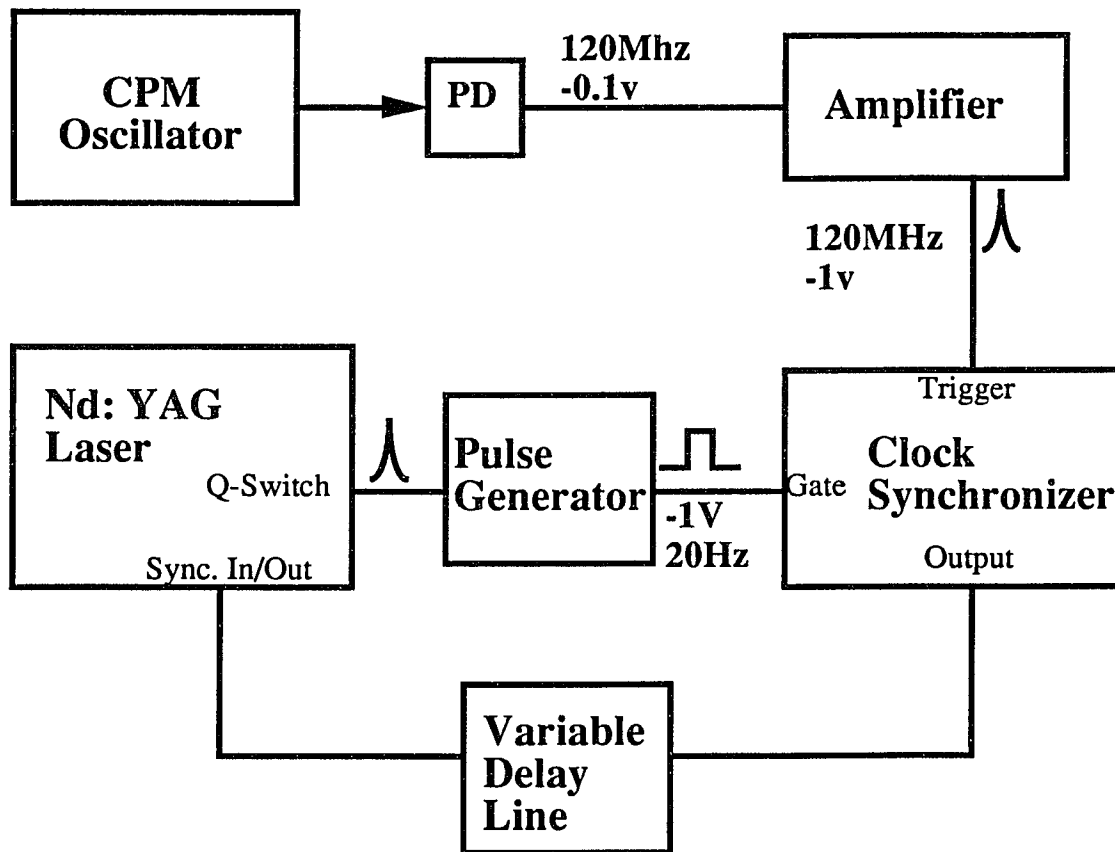 CPM
Oscillator
PD
120Mhz
-0.1v
Amplifier
120MHz
-1v
Nd: YAG
Laser
Q-Switch
Sync. In/Out
Pulse
Generator
-1V
20Hz
Trigger
Gate
Clock
Synchronizer
Output
Variable
Delay
Line